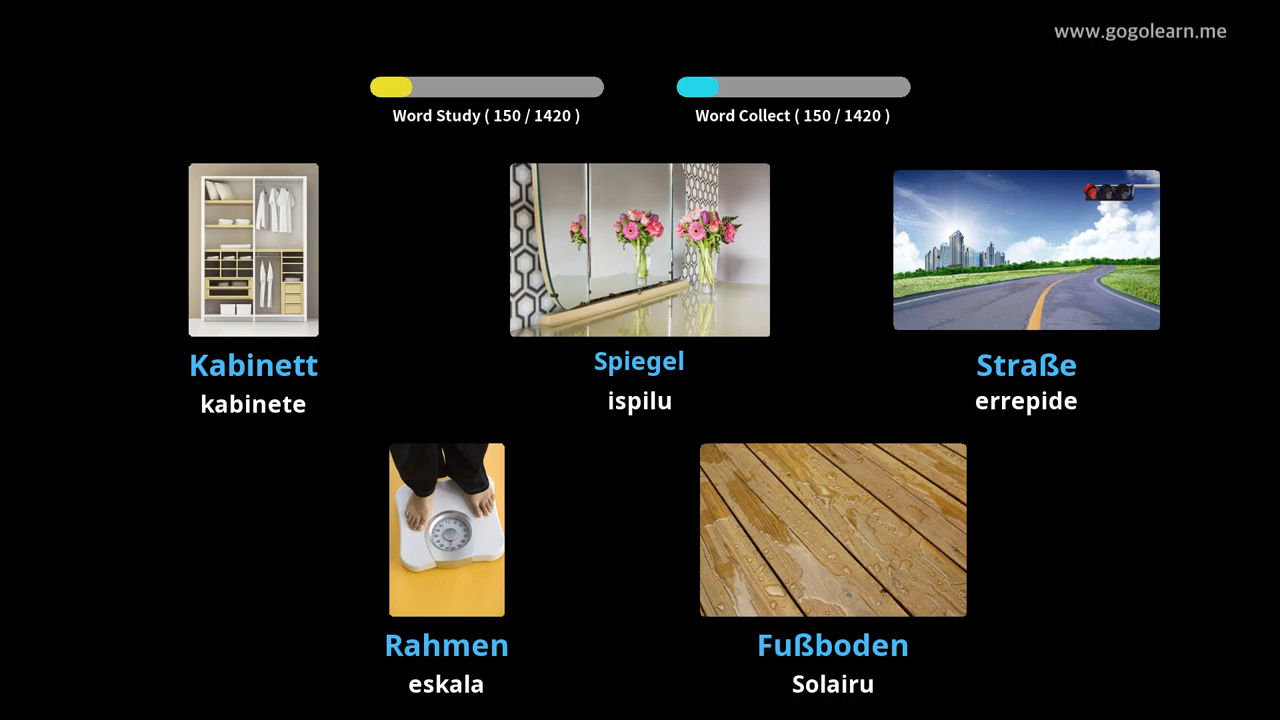 www.gogolearn.me
Word Study ( 150 / 1420 )
Word Collect ( 150 / 1420 )
Kabinett
kabinete
Spiegel
ispilu
Straße
errepide
Rahmen
eskala
Fußboden
Solairu